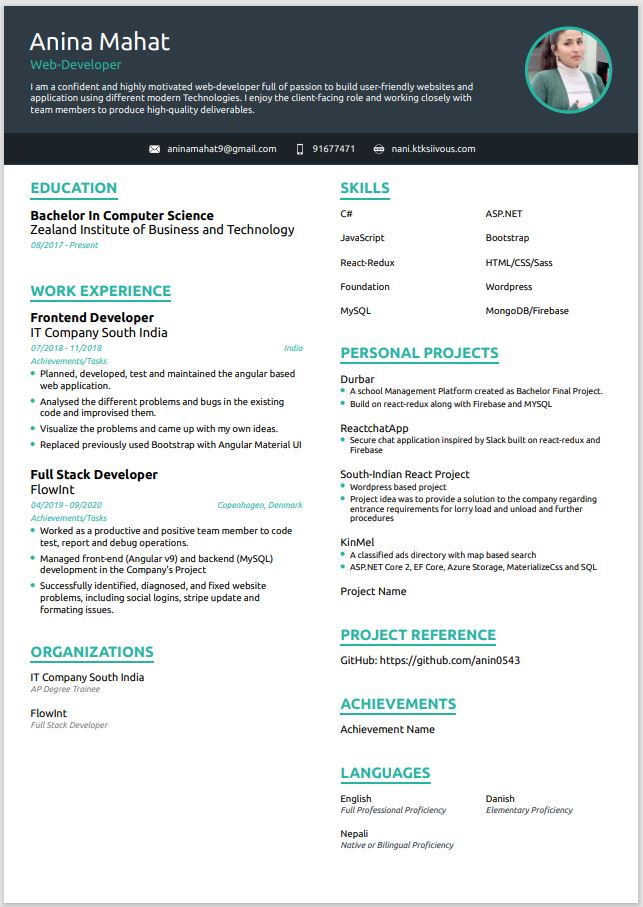 Anina Mahat
Web-Developer
I am a confident and highly motivated web-developer full of passion to build user-friendly websites and
application using different modern Technologies. I enjoy the client-facing role and working closely with
team members to produce high-quality deliverables.
aninamahat9@gmail.com 91677471 nani.ktksiivous.com
EDUCATION
Bachelor In Computer Science
Zealand Institute of Business and Technology
08/2017 - Present
WORK EXPERIENCE
Frontend Developer
IT Company South India
07/2018 - 11/2018 India
Achievements/Tasks
Planned, developed, test and maintained the angular based
web application.
Analysed the different problems and bugs in the existing
code and improvised them.
Visualize the problems and came up with my own ideas.
Replaced previously used Bootstrap with Angular Material UI
Full Stack Developer
FlowInt
04/2019 - 09/2020 Copenhagen, Denmark
Achievements/Tasks
Worked as a productive and positive team member to code
test, report and debug operations.
Managed front-end (Angular v9) and backend (MySQL)
development in the Company's Project
Successfully identified, diagnosed, and fixed website
problems, including social logins, stripe update and
formating issues.
ORGANIZATIONS
IT Company South India
AP Degree Trainee
FlowInt
Full Stack Developer
SKILLS
C# ASP.NET
JavaScript Bootstrap
React-Redux HTML/CSS/Sass
Foundation Wordpress
MySQL MongoDB/Firebase
PERSONAL PROJECTS
Durbar
A school Management Platform created as Bachelor Final Project.
Build on react-redux along with Firebase and MYSQL
ReactchatApp
Secure chat application inspired by Slack built on react-redux and
Firebase
South-Indian React Project
Wordpress based project
Project idea was to provide a solution to the company regarding
entrance requirements for lorry load and unload and further
procedures
KinMel
A classified ads directory with map based search
ASP.NET Core 2, EF Core, Azure Storage, MaterializeCss and SQL
Project Name
PROJECT REFERENCE
GitHub: https://github.com/anin0543
ACHIEVEMENTS
Achievement Name
LANGUAGES
English Danish
Full Professional Proficiency Elementary Proficiency
Nepali
Native or Bilingual Proficiency